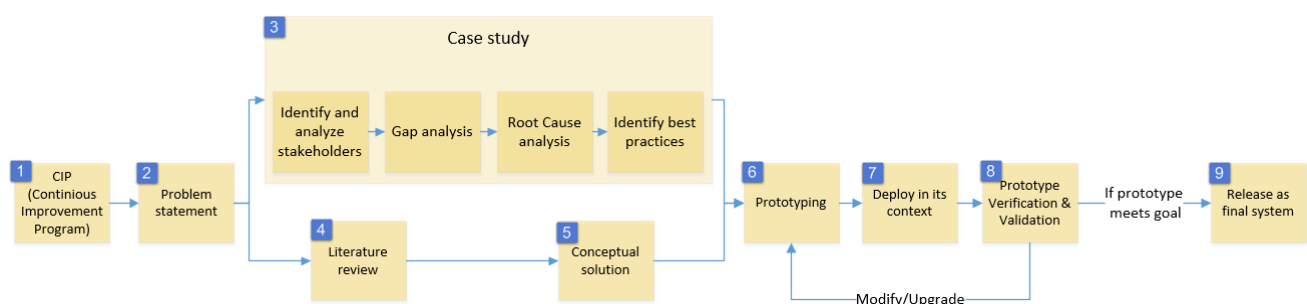 3
Case study
Identify and
analyze
stakeholders
Gap analysis
Root Cause
analysis
Identify best
practices
1
CIP
(Continious
Improvement
Program)
2
Problem
statement
4
Literature
review
5
Conceptual
solution
6
Prototyping
7
Deploy in its
context
8
Prototype
Verification &
Validation
If prototype
meets goal
9
Release as
final system
Modify/Upgrade